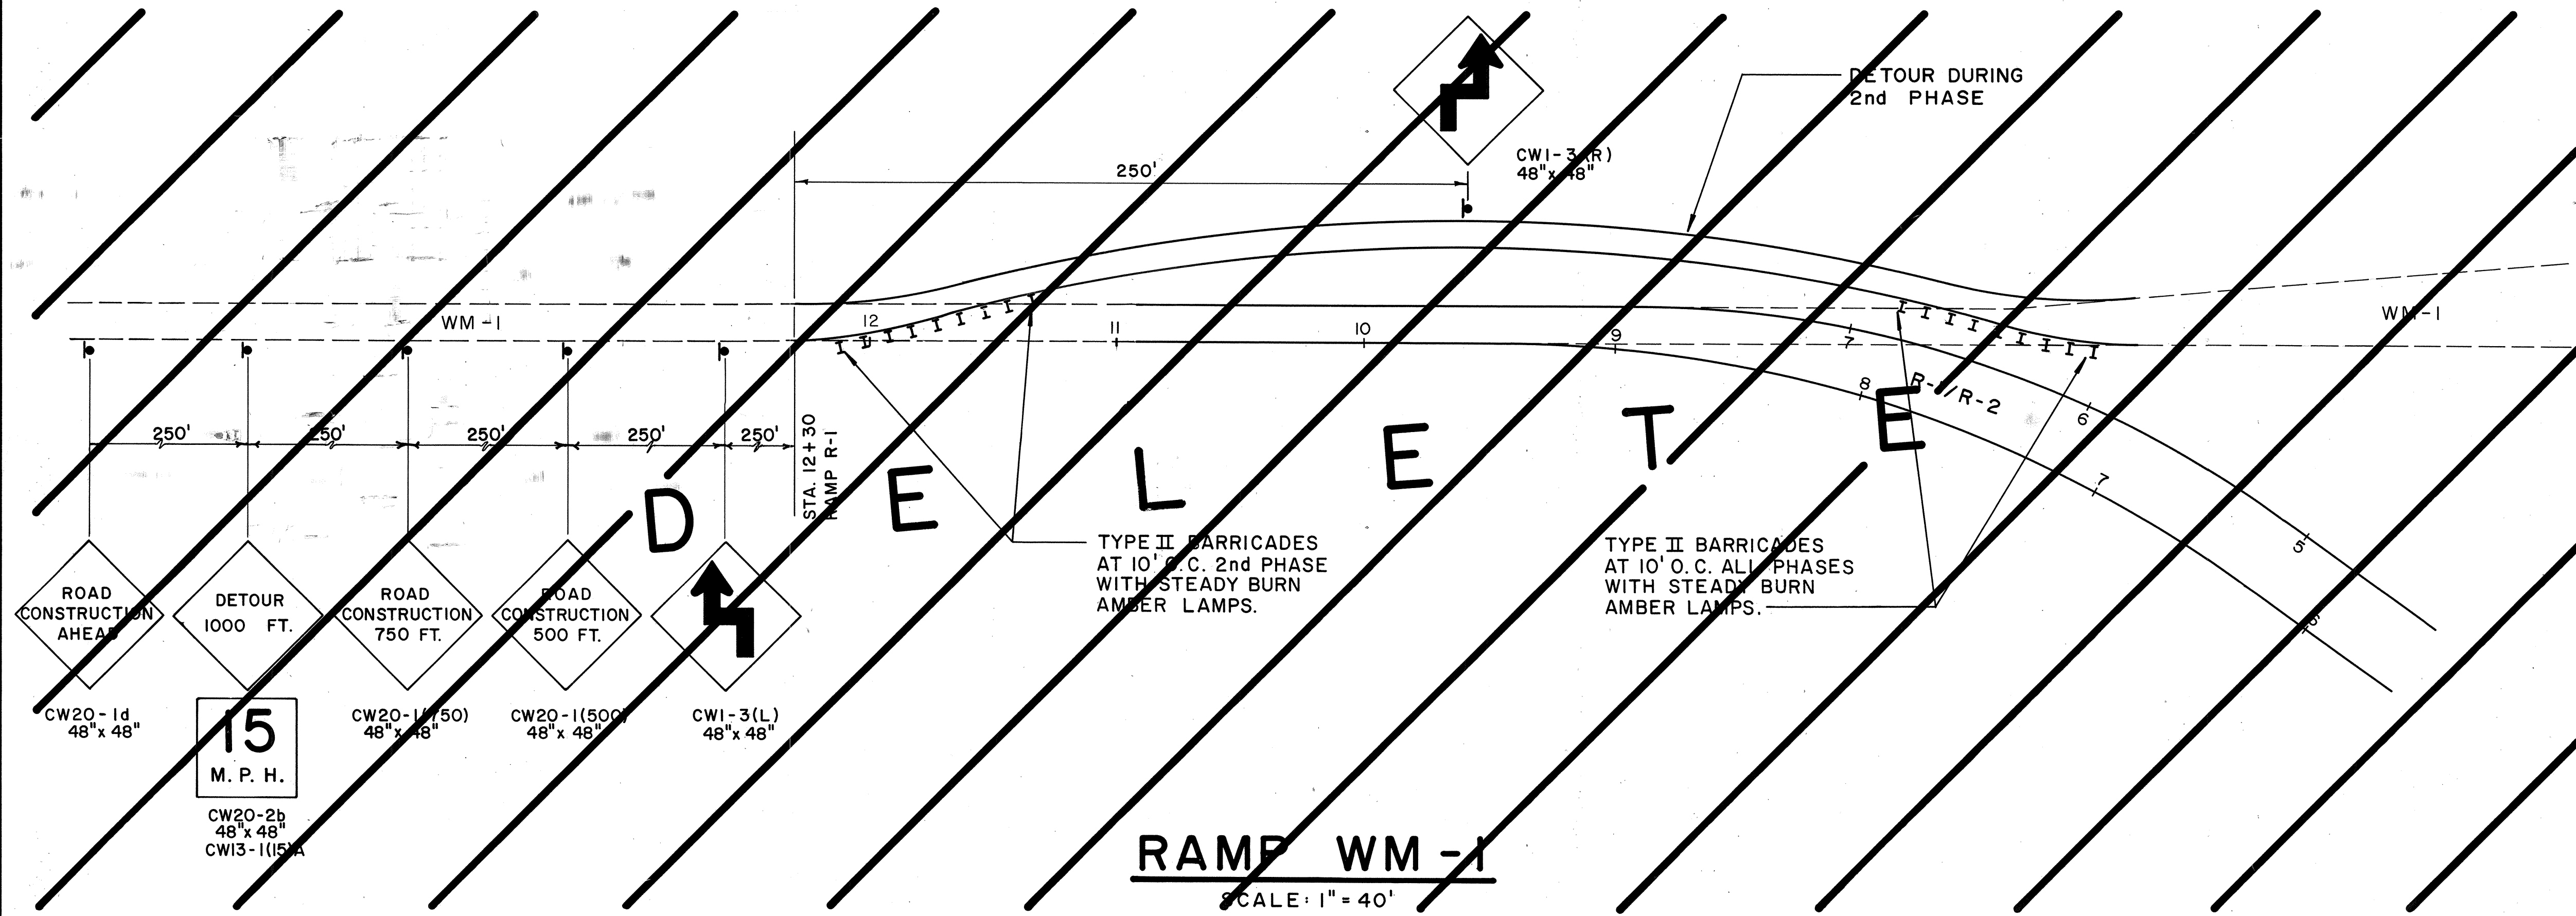 DETOUR DURING
2nd PHASE
CW1-3(R)
48"x 48"
250'
WM-1
12
11
10
9
7
8
R-1/R-2
6
7
5
6
WM-1
250'
250'
250'
250'
250'
STA. 12+30
RAMP R-1
D E L E T E
TYPE II BARRICADES
AT 10' O.C. 2nd PHASE
WITH STEADY BURN
AMBER LAMPS.
TYPE II BARRICADES
AT 10' O.C. ALL PHASES
WITH STEADY BURN
AMBER LAMPS.
ROAD
CONSTRUCTION
AHEAD
DETOUR
1000 FT.
ROAD
CONSTRUCTION
750 FT.
ROAD
CONSTRUCTION
500 FT.
CW20-1d
48"x 48"
15
M.P.H.
CW20-2b
48"x 48"
CW13-1(15)A
CW20-1(750)
48"x 48"
CW20-1(500)
48"x 48"
CW1-3(L)
48"x 48"
RAMP WM-1
SCALE: 1" = 40'